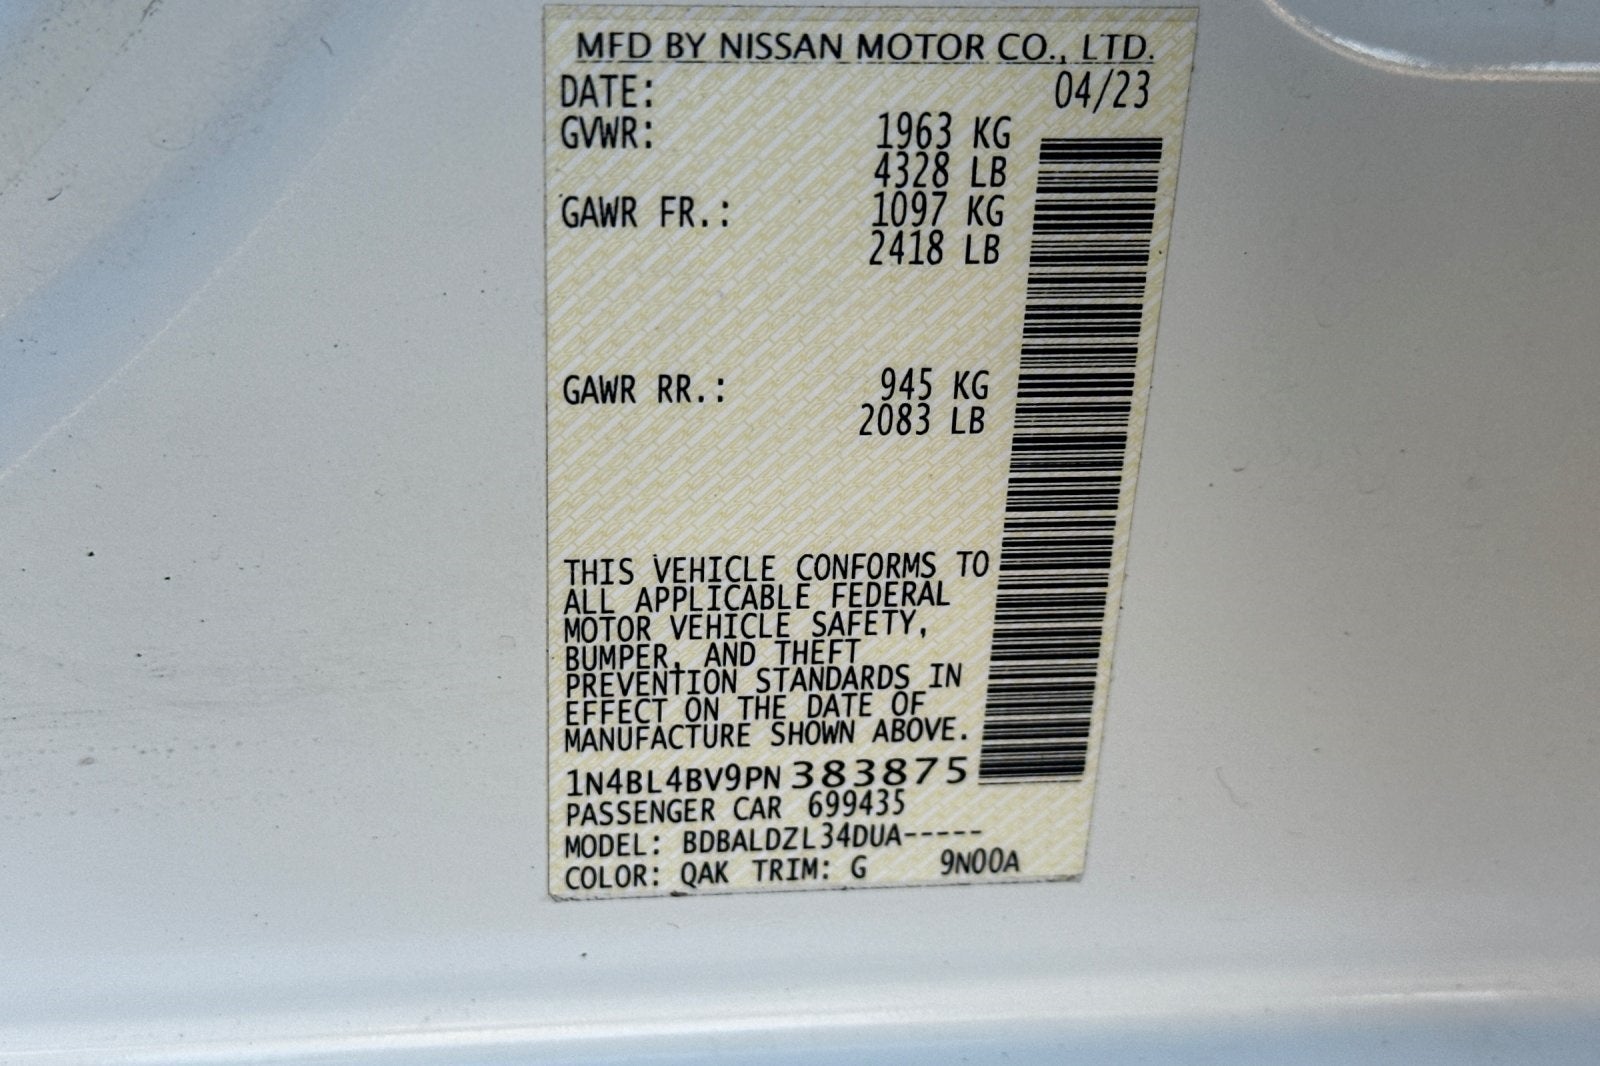 MFD BY NISSAN MOTOR CO., LTD.
DATE: 04/23
GVWR: 1963 KG
4328 LB
GAWR FR.: 1097 KG
2418 LB
GAWR RR.: 945 KG
2083 LB
THIS VEHICLE CONFORMS TO
ALL APPLICABLE FEDERAL
MOTOR VEHICLE SAFETY,
BUMPER, AND THEFT
PREVENTION STANDARDS IN
EFFECT ON THE DATE OF
MANUFACTURE SHOWN ABOVE.
1N4BL4BV9PN383875
PASSENGER CAR 699435
MODEL: BDBALDZL34DUA-----
COLOR: QAK TRIM: G 9N00A